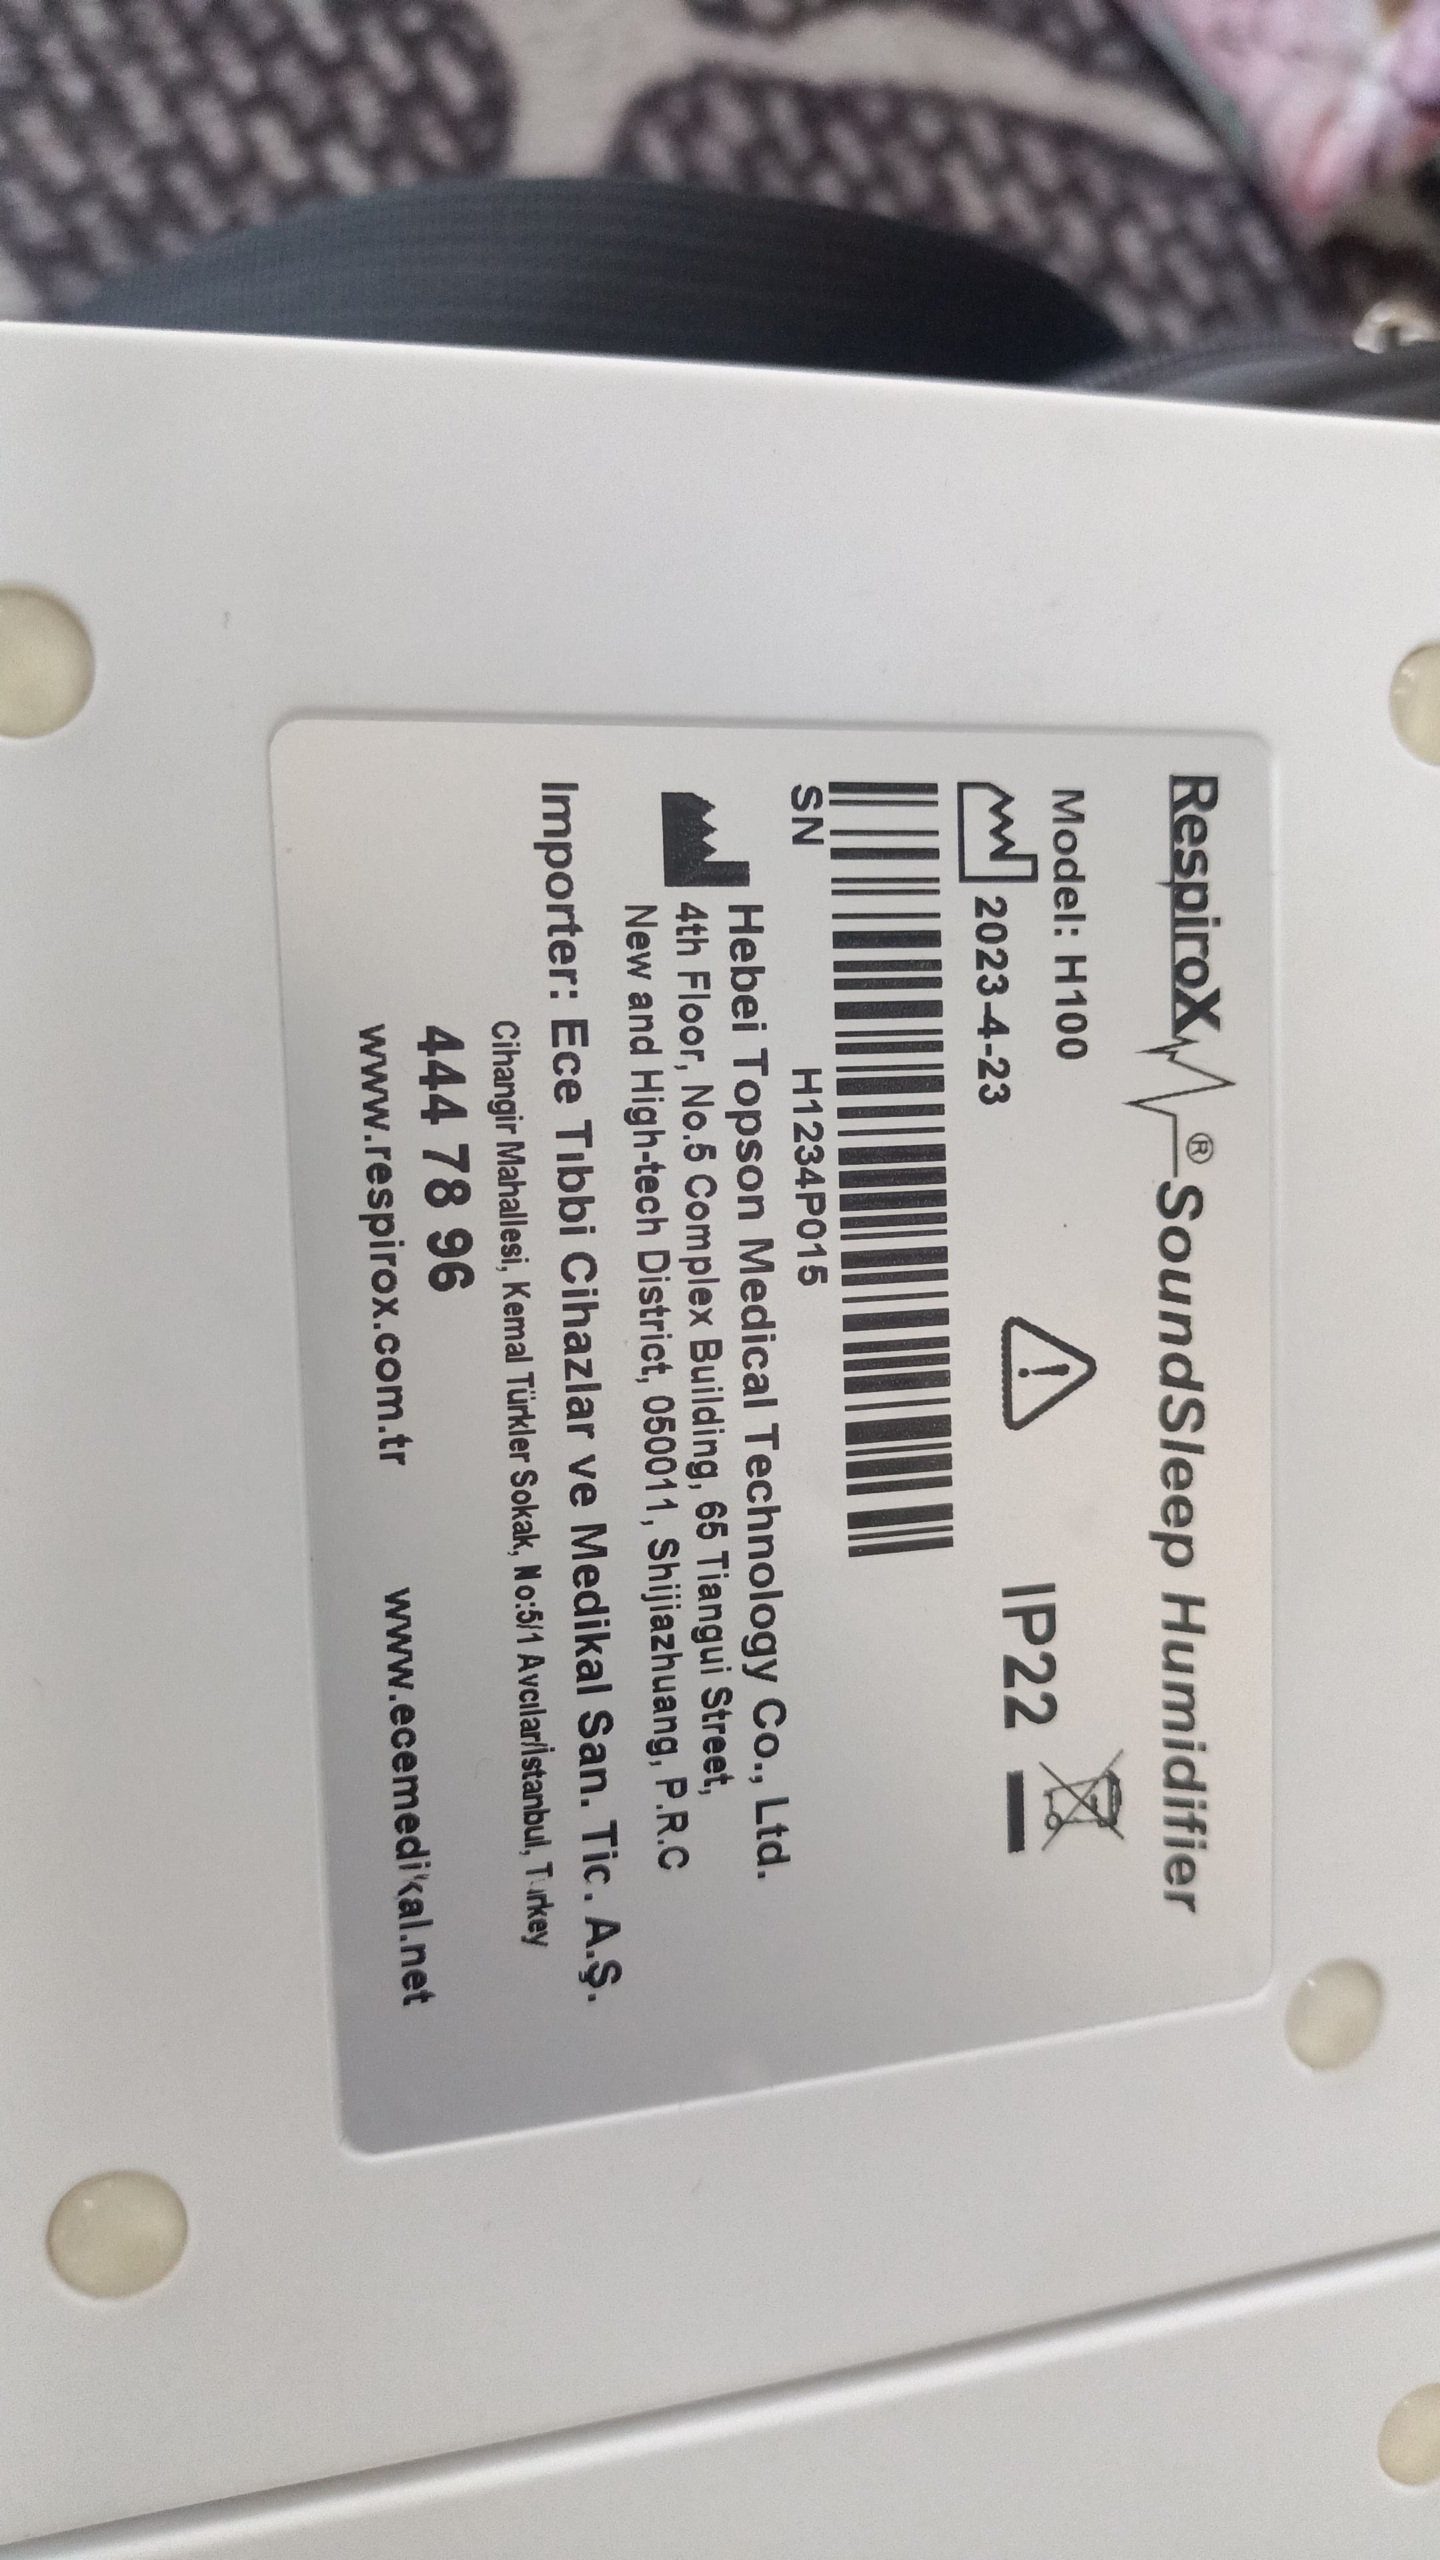 RespiroX® SoundSleep Humidifier
Model: H100
2023-4-23
IP22
SN H1234P015
Hebei Topson Medical Technology Co., Ltd.
4th Floor, No.5 Complex Building, 65 Tiangui Street,
New and High-tech District, 050011, Shijiazhuang, P.R.C
Importer: Ece Tıbbi Cihazlar ve Medikal San. Tic. A.Ş.
Cihangir Mahallesi, Kemal Türkler Sokak, No:5/1 Avcılar/İstanbul, Turkey
444 78 96
www.respirox.com.tr www.ecemedikal.net